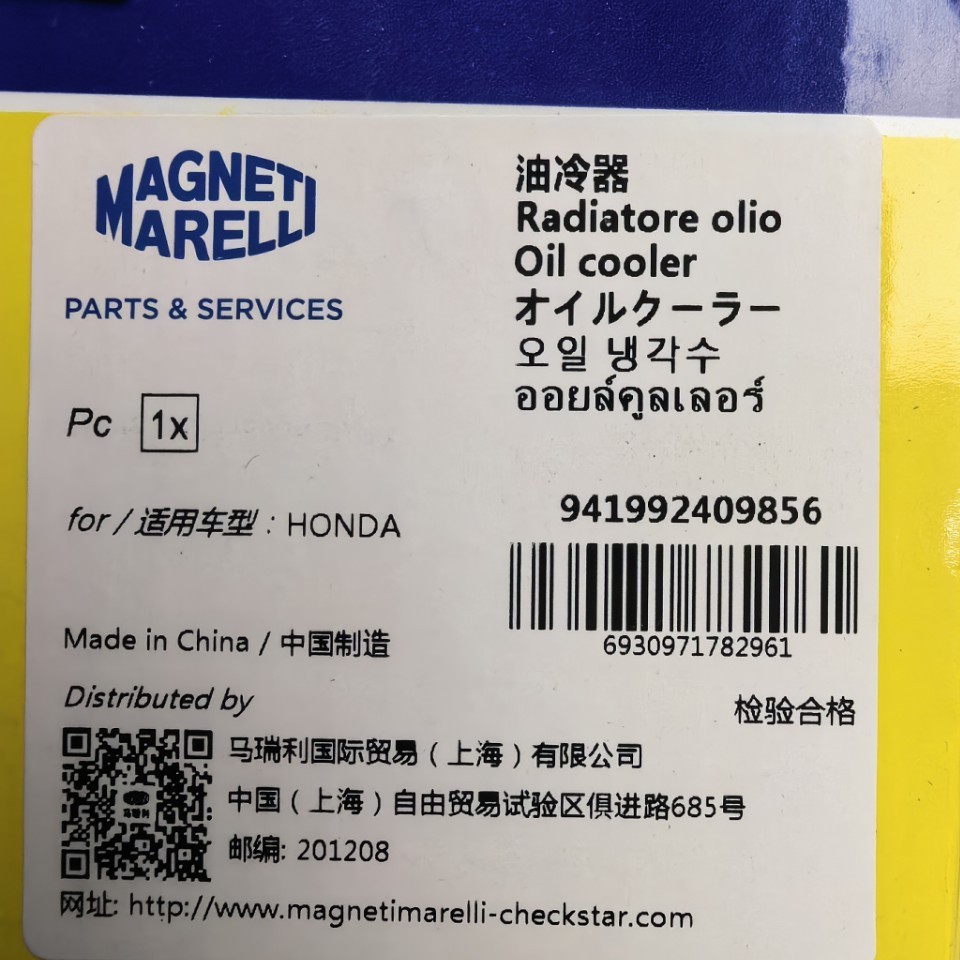 MAGNETI
MARELLI
PARTS & SERVICES
油冷器
Radiatore olio
Oil cooler
オイルクーラー
오일 냉각수
ออยล์คูลเลอร์
Pc 1x
for / 适用车型 : HONDA
941992409856
6930971782961
Made in China / 中国制造
Distributed by
检验合格
马瑞利国际贸易（上海）有限公司
中国（上海）自由贸易试验区俱进路685号
邮编: 201208
网址: http://www.magnetimarelli-checkstar.com